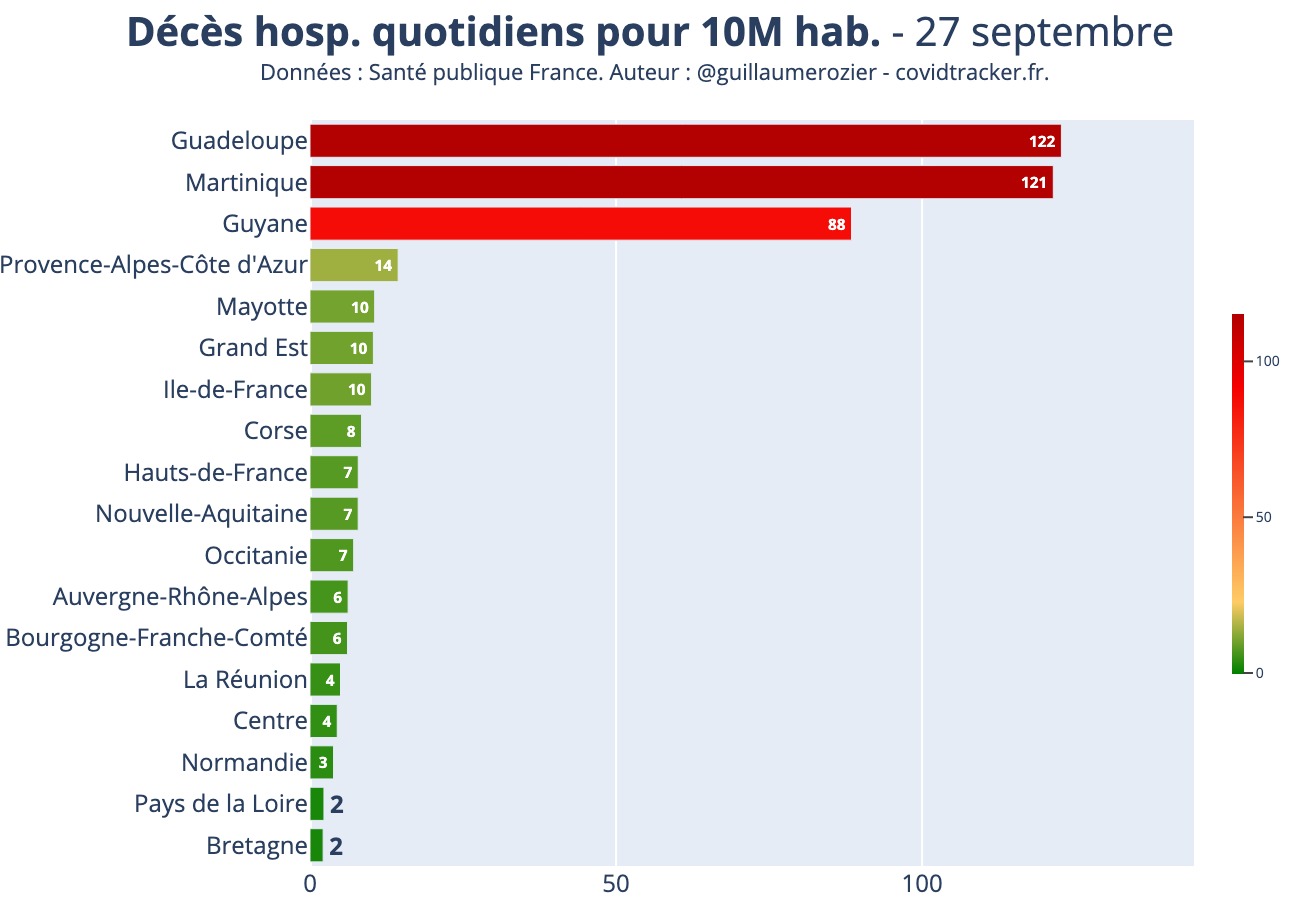 Décès hosp. quotidiens pour 10M hab. - 27 septembre
Données : Santé publique France. Auteur : @guillaumerozier - covidtracker.fr.
Guadeloupe 122
Martinique 121
Guyane 88
Provence-Alpes-Côte d'Azur 14
Mayotte 10
Grand Est 10
Ile-de-France 10
Corse 8
Hauts-de-France 7
Nouvelle-Aquitaine 7
Occitanie 7
Auvergne-Rhône-Alpes 6
Bourgogne-Franche-Comté 6
La Réunion 4
Centre 4
Normandie 3
Pays de la Loire 2
Bretagne 2
0 50 100
100
50
0